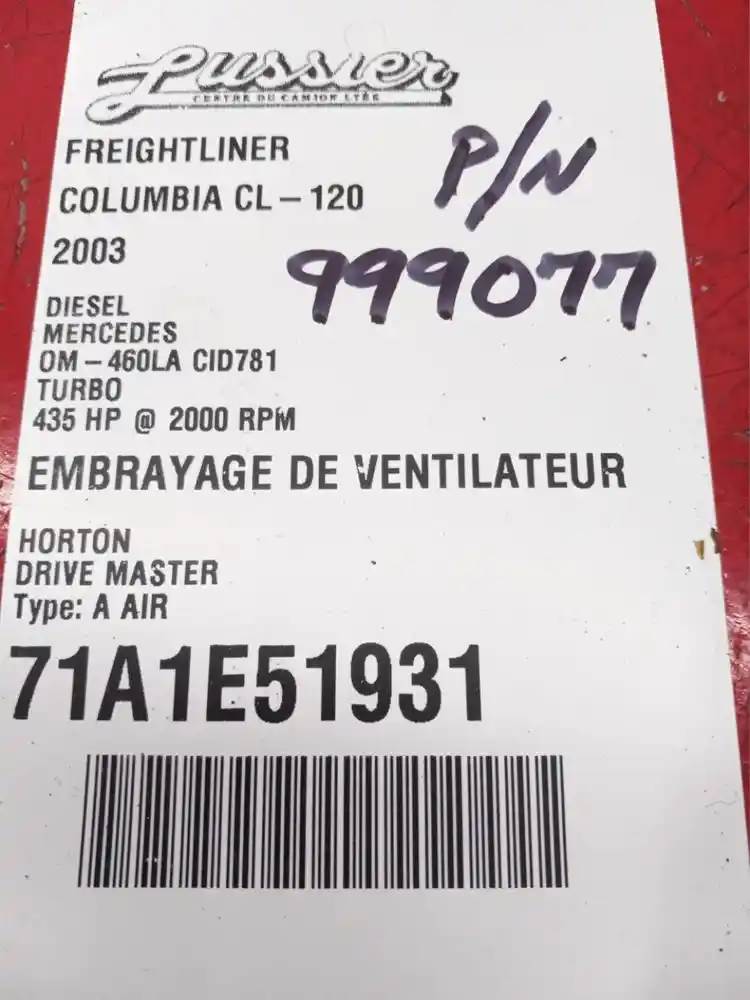 Lussier
CENTRE DU CAMION LTÉE
FREIGHTLINER
COLUMBIA CL-120
P/N
2003
999077
DIESEL
MERCEDES
OM-460LA CID781
TURBO
435 HP @ 2000 RPM
EMBRAYAGE DE VENTILATEUR
HORTON
DRIVE MASTER
Type: A AIR
71A1E51931